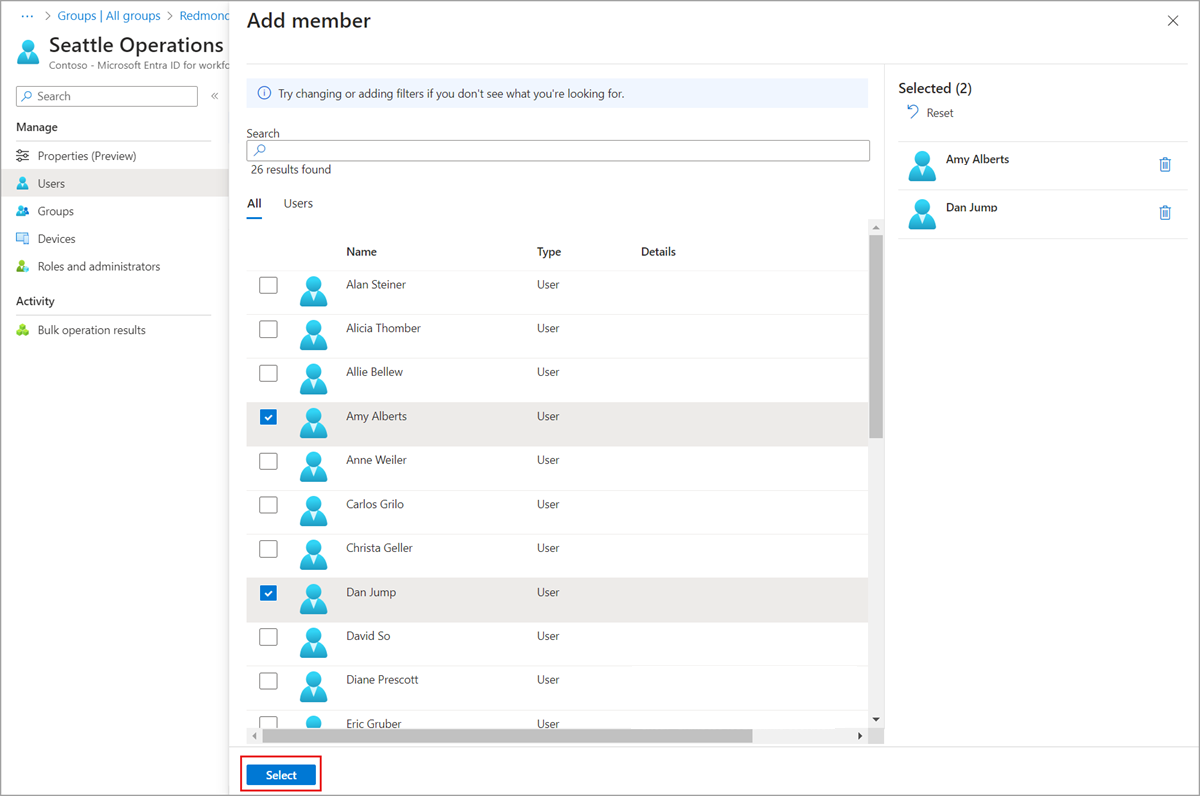 ··· > Groups | All groups > Redmond
Seattle Operations
Contoso - Microsoft Entra ID for workfo
Search
«
Manage
Properties (Preview)
Users
Groups
Devices
Roles and administrators
Activity
Bulk operation results
Add member
Try changing or adding filters if you don't see what you're looking for.
Search
26 results found
All Users
Name Type Details
Alan Steiner User
Alicia Thomber User
Allie Bellew User
Amy Alberts User
Anne Weiler User
Carlos Grilo User
Christa Geller User
Dan Jump User
David So User
Diane Prescott User
Eric Gruber User
Select
Selected (2)
Reset
Amy Alberts
Dan Jump